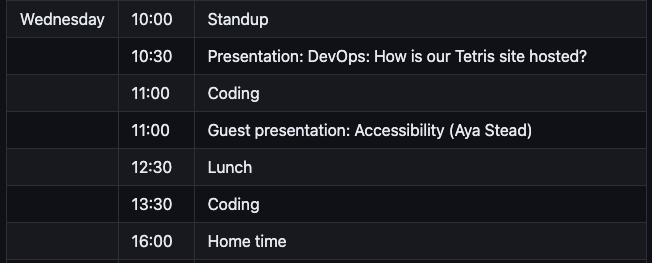 Wednesday 10:00 Standup
10:30 Presentation: DevOps: How is our Tetris site hosted?
11:00 Coding
11:00 Guest presentation: Accessibility (Aya Stead)
12:30 Lunch
13:30 Coding
16:00 Home time